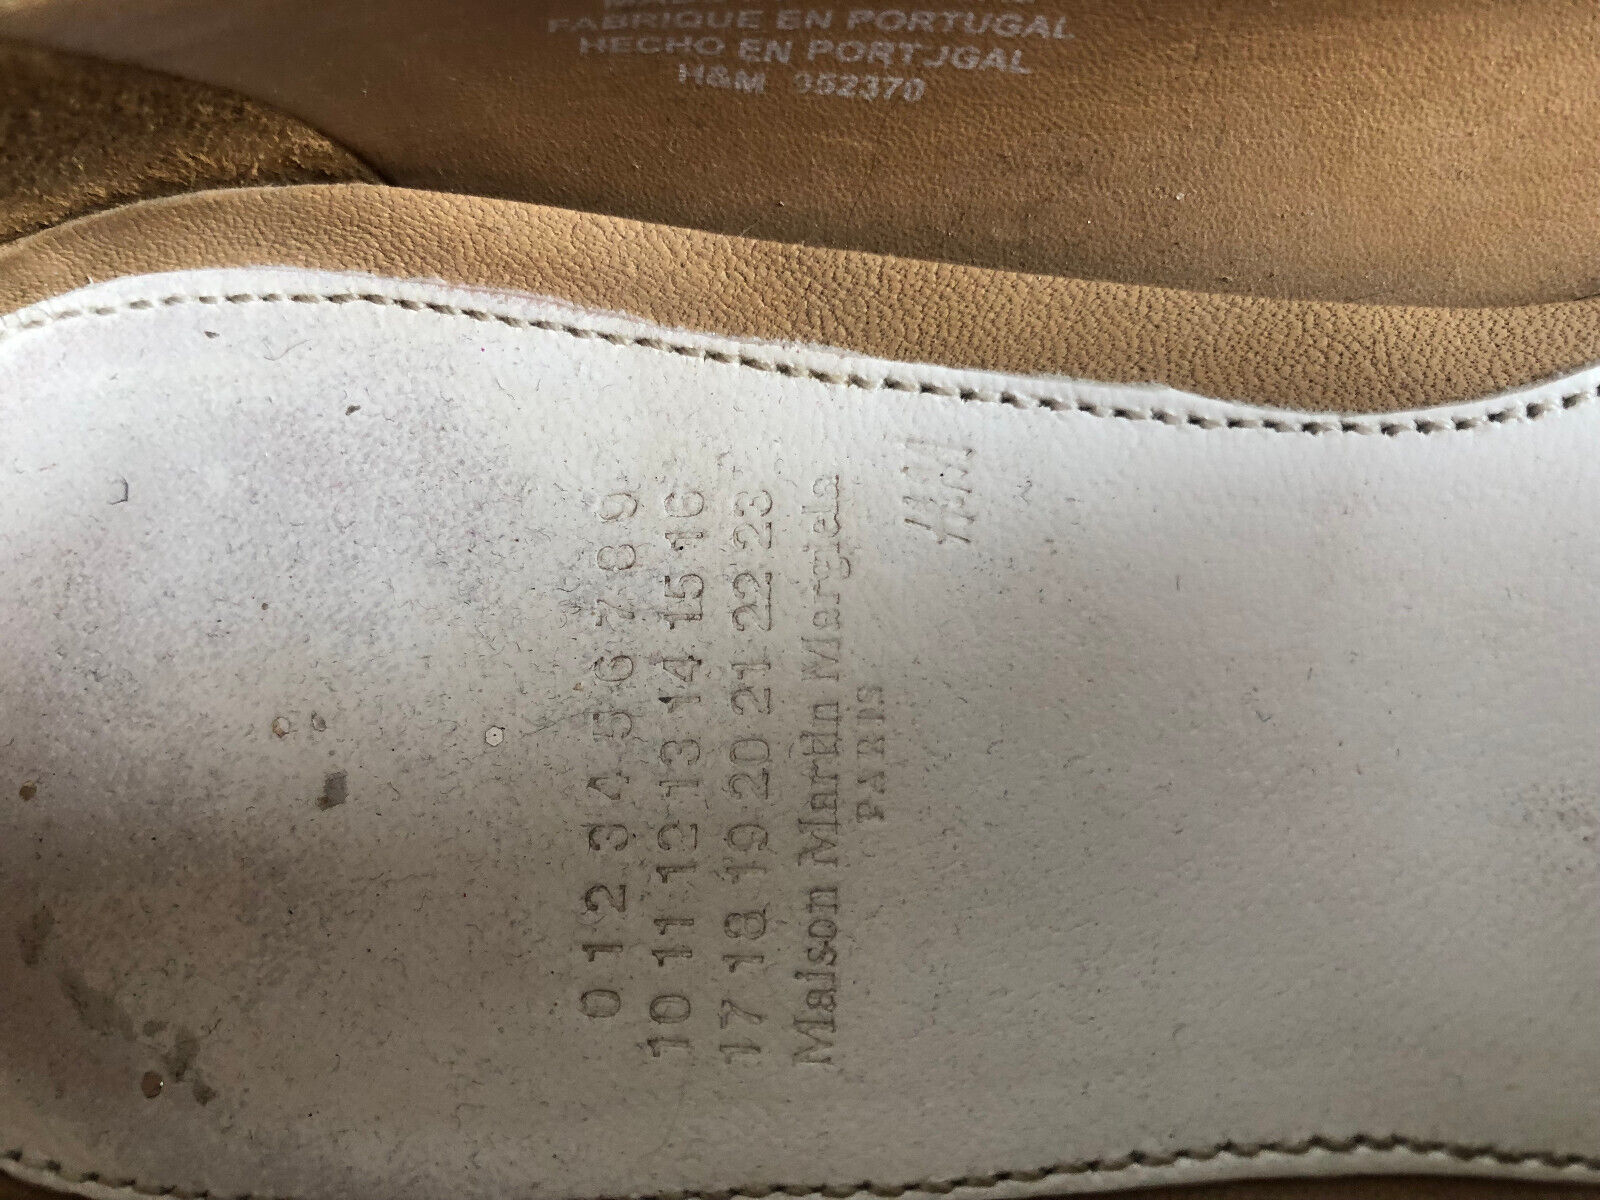 FABRIQUE EN PORTUGAL
HECHO EN PORTUGAL
H&M 952370
0 1 2 3 4 5 6 7 8 9
10 11 12 13 14 15 16
17 18 19 20 21 22 23
Maison Martin Margiela
PARIS
H&M